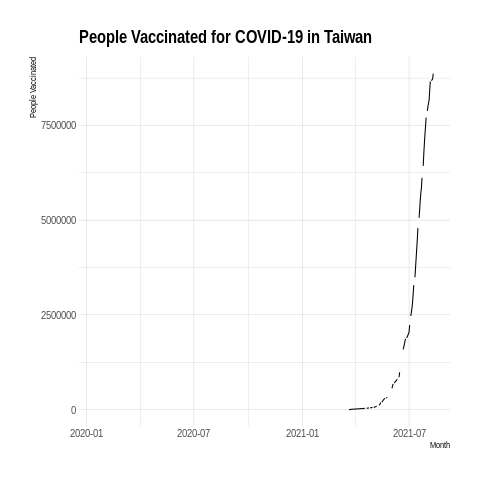 People Vaccinated for COVID-19 in Taiwan
People Vaccinated
7500000
5000000
2500000
0
2020-01 2020-07 2021-01 2021-07
Month